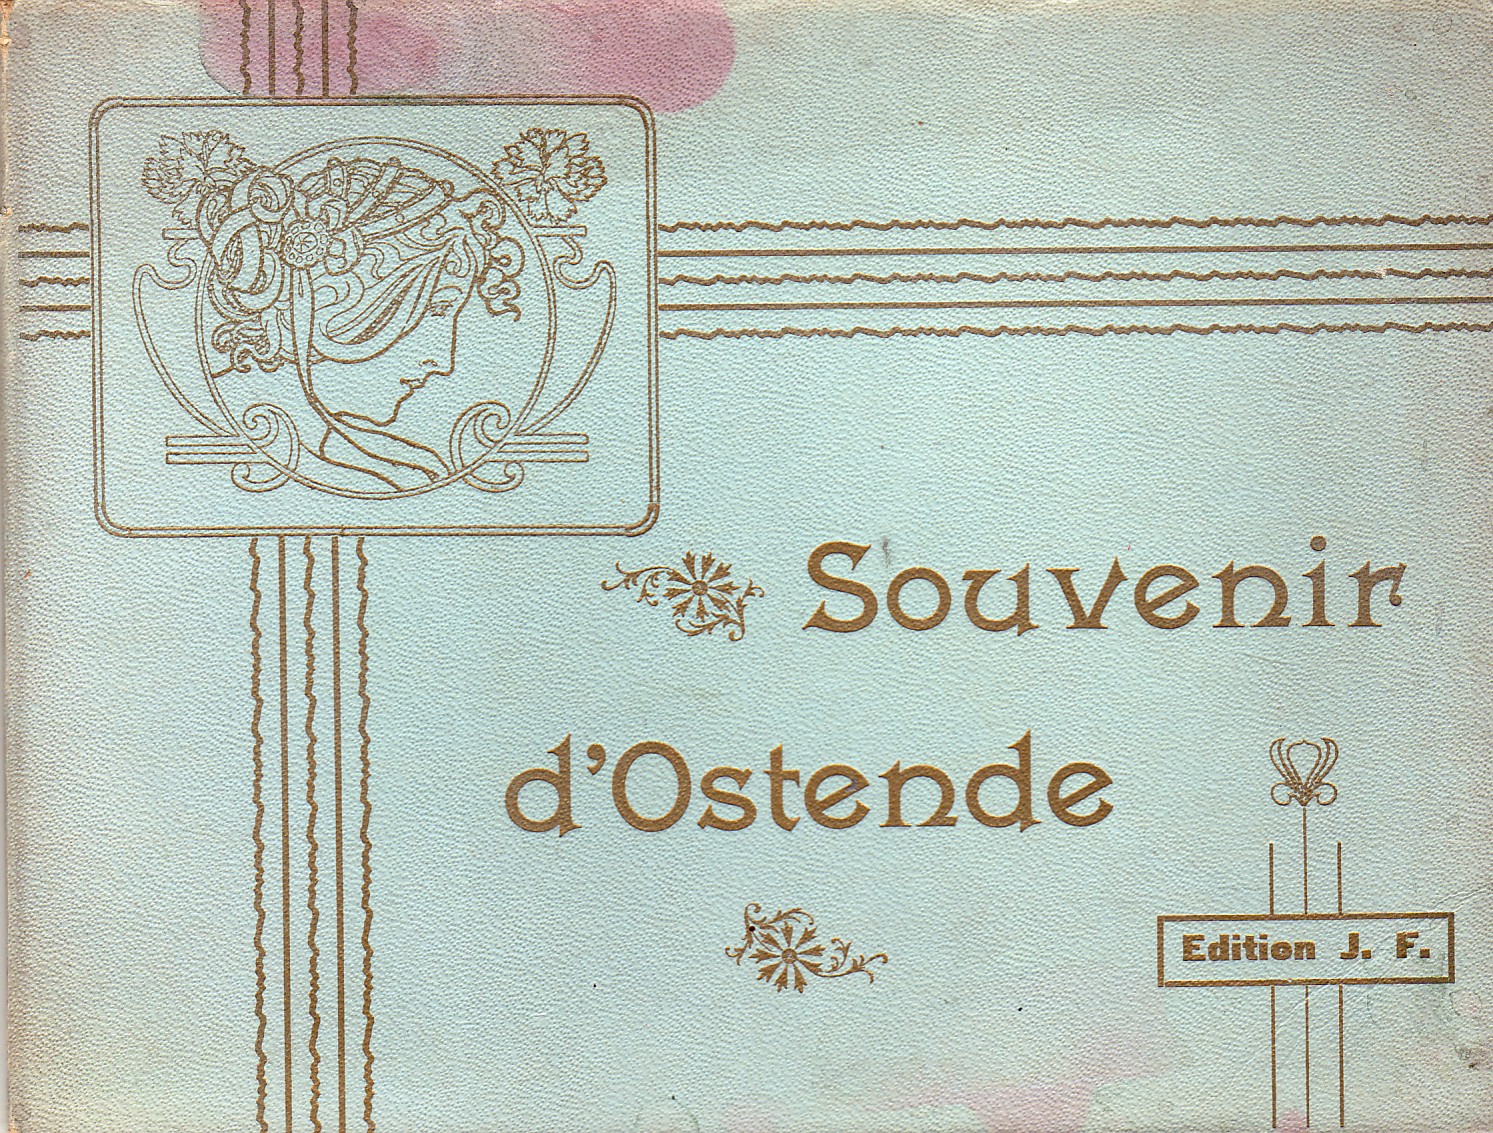 Souvenir
d'Ostende
Edition J. F.